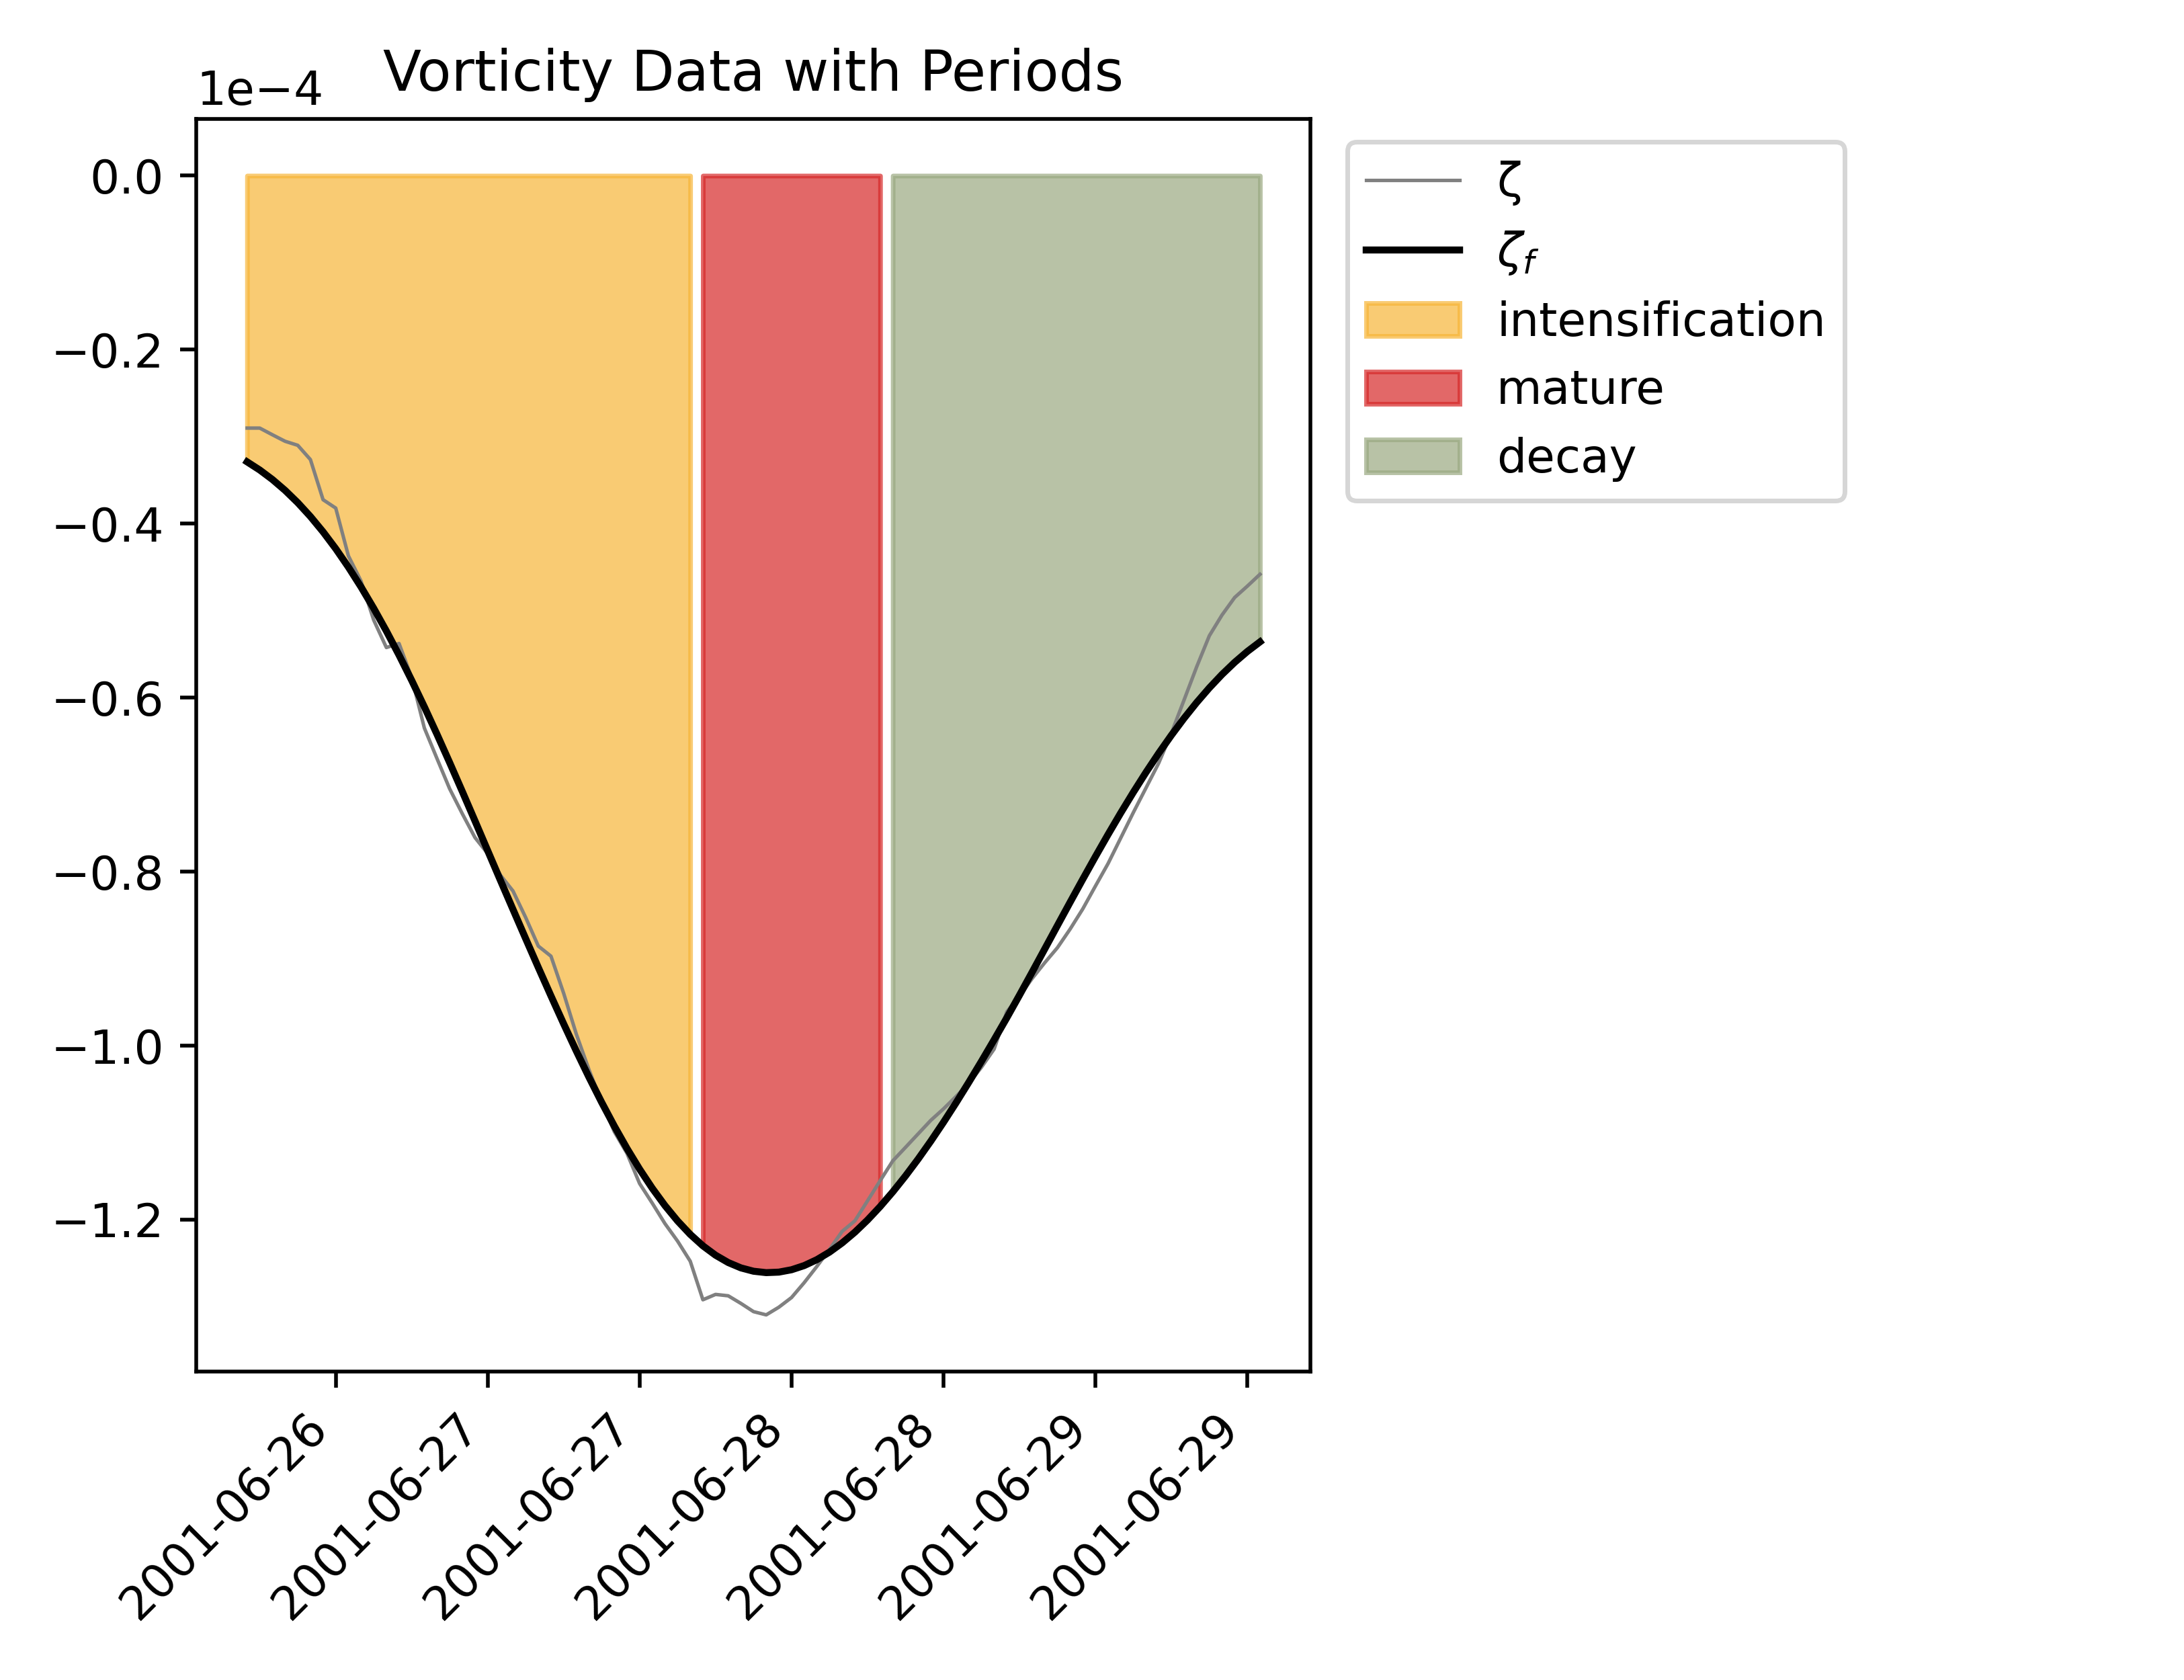 Vorticity Data with Periods
1e−4
0.0
−0.2
−0.4
−0.6
−0.8
−1.0
−1.2
2001-06-26
2001-06-27
2001-06-27
2001-06-28
2001-06-28
2001-06-29
2001-06-29
ζ
ζf
intensification
mature
decay